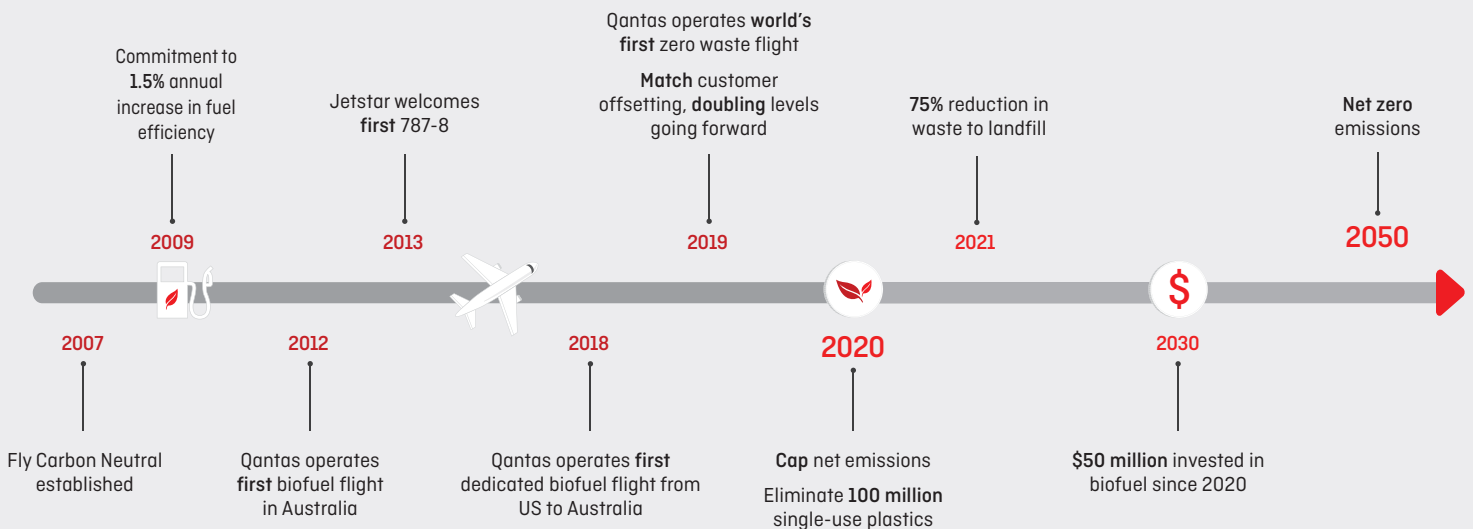 Commitment to
1.5% annual
increase in fuel
efficiency
2009
Jetstar welcomes
first 787-8
2013
Qantas operates world's
first zero waste flight
Match customer
offsetting, doubling levels
going forward
2019
75% reduction in
waste to landfill
2021
Net zero
emissions
2050
$
2007
Fly Carbon Neutral
established
2012
Qantas operates
first biofuel flight
in Australia
2018
Qantas operates first
dedicated biofuel flight from
US to Australia
2020
Cap net emissions
Eliminate 100 million
single-use plastics
2030
$50 million invested in
biofuel since 2020